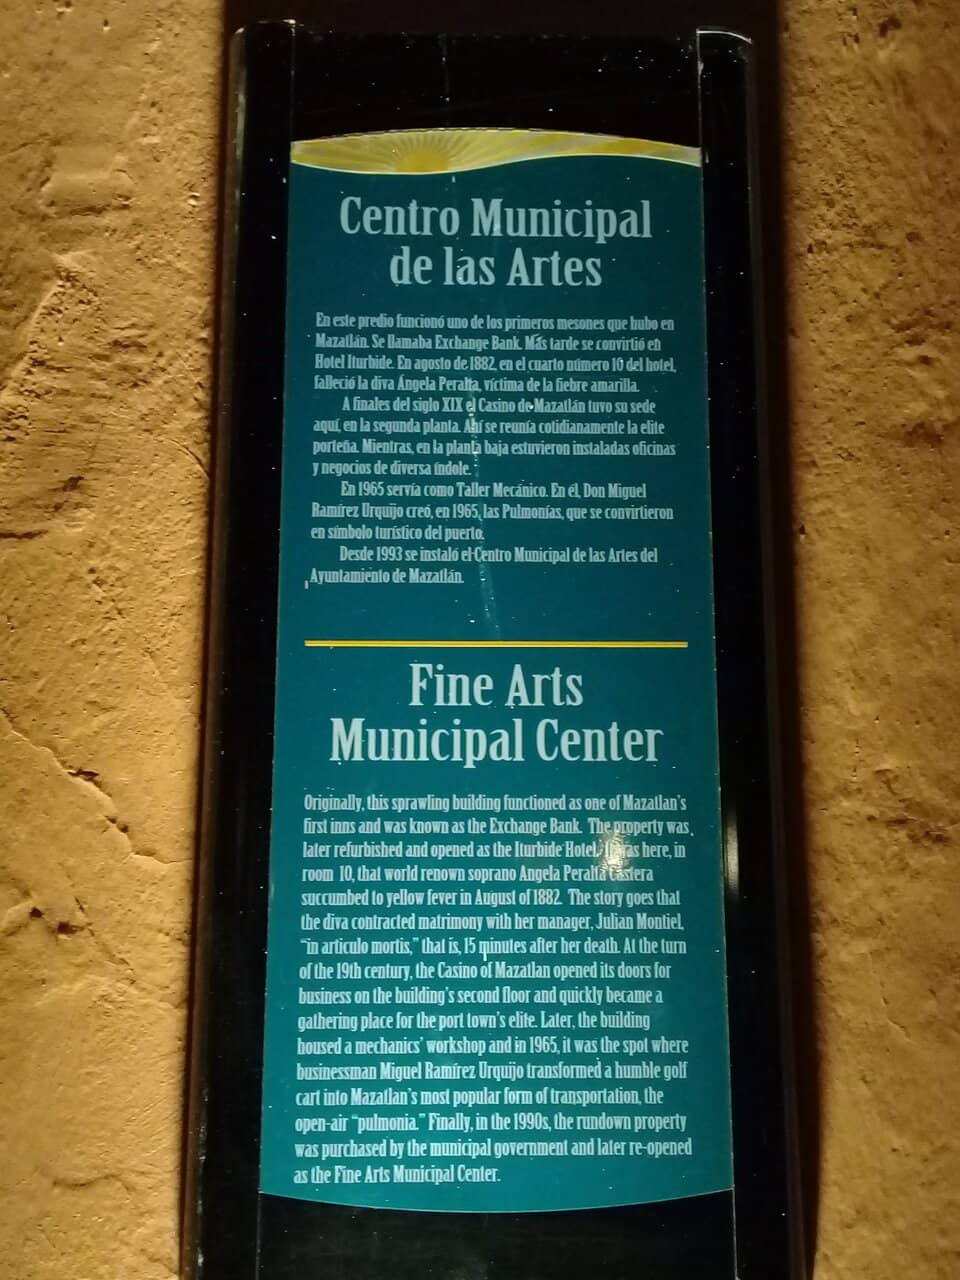 Centro Municipal
de las Artes
En este predio funcionó uno de los primeros mesones que hubo en
Mazatlán. Se llamaba Exchange Bank. Más tarde se convirtió en
Hotel Iturbide. En agosto de 1882, en el cuarto número 10 del hotel,
falleció la diva Ángela Peralta, víctima de la fiebre amarilla.
A finales del siglo XIX el Casino de Mazatlán tuvo su sede
aquí, en la segunda planta. Ahí se reunía cotidianamente la elite
porteña. Mientras, en la planta baja estuvieron instaladas oficinas
y negocios de diversa índole.
En 1965 servía como Taller Mecánico. En él, Don Miguel
Ramírez Urquijo creó, en 1965, las Pulmonías, que se convirtieron
en símbolo turístico del puerto.
Desde 1993 se instaló el Centro Municipal de las Artes del
Ayuntamiento de Mazatlán.
Fine Arts
Municipal Center
Originally, this sprawling building functioned as one of Mazatlan's
first inns and was known as the Exchange Bank. The property was
later refurbished and opened as the Iturbide Hotel. It was here, in
room 10, that world renown soprano Angela Peralta Castera
succumbed to yellow fever in August of 1882. The story goes that
the diva contracted matrimony with her manager, Julian Montiel,
"in articulo mortis," that is, 15 minutes after her death. At the turn
of the 19th century, the Casino of Mazatlan opened its doors for
business on the building's second floor and quickly became a
gathering place for the port town's elite. Later, the building
housed a mechanics' workshop and in 1965, it was the spot where
businessman Miguel Ramírez Urquijo transformed a humble golf
cart into Mazatlan's most popular form of transportation, the
open-air "pulmonia." Finally, in the 1990s, the rundown property
was purchased by the municipal government and later re-opened
as the Fine Arts Municipal Center.